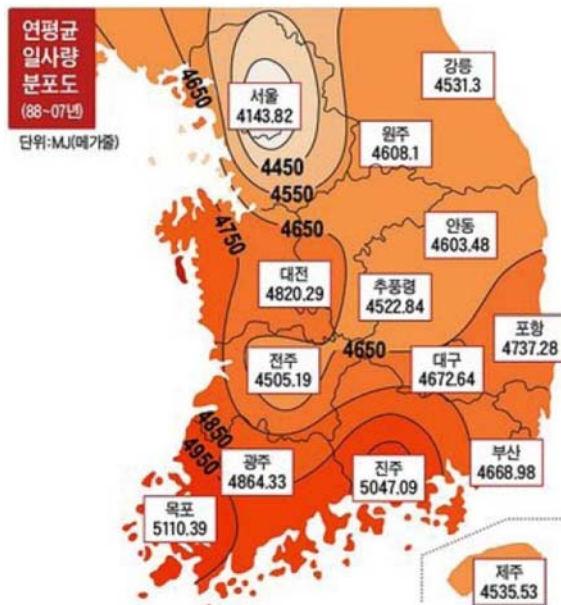 연평균
일사량
분포도
(88~07년)
단위:MJ(메가줄)
4650
서울
4143.82
강릉
4531.3
원주
4608.1
4450
4550
4650
4750
안동
4603.48
대전
4820.29
추풍령
4522.84
포항
4737.28
4650
전주
4505.19
대구
4672.64
4850
4950
광주
4864.33
진주
5047.09
부산
4668.98
목포
5110.39
제주
4535.53